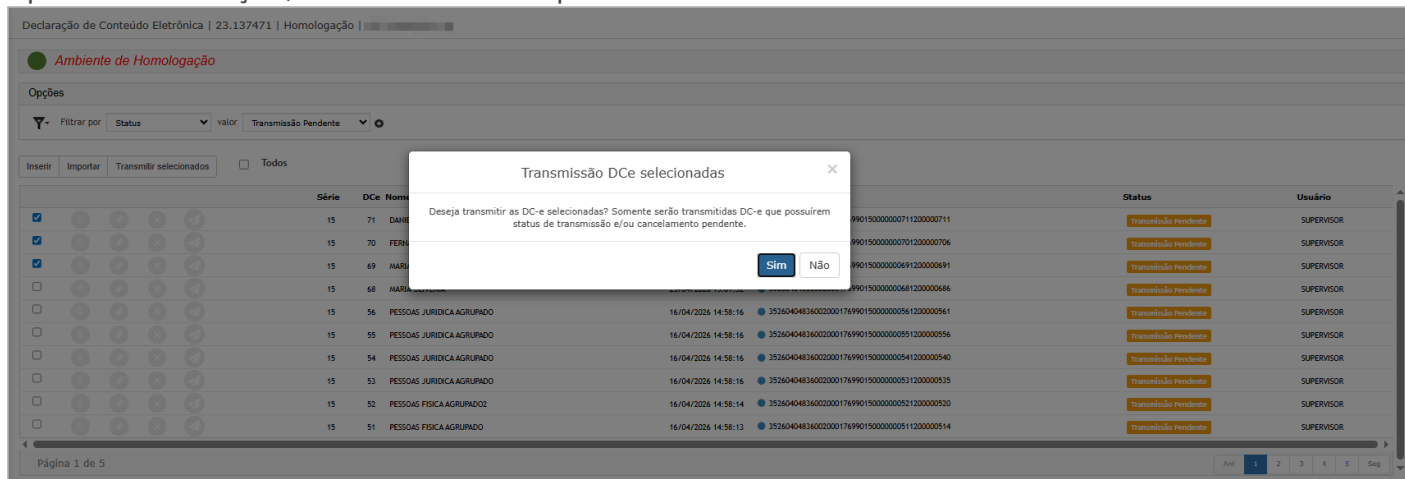 Declaração de Conteúdo Eletrônica | 23.137471 | Homologação |
Ambiente de Homologação
Opções
Filtrar por Status valor Transmissão Pendente
Inserir Importar Transmitir selecionados Todos
Transmissão DCe selecionadas ×
Deseja transmitir as DC-e selecionadas? Somente serão transmitidas DC-e que possuírem
status de transmissão e/ou cancelamento pendente.
Sim Não
Série DCe Nome Status Usuário
15 71 DANIE 990150000000711200000711 Transmissão Pendente SUPERVISOR
15 70 FERN Transmissão Pendente SUPERVISOR
15 69 MARIA Transmissão Pendente SUPERVISOR
15 68 MARIA Transmissão Pendente SUPERVISOR
15 56 PESSOAS JURIDICA AGRUPADO 16/04/2026 14:58:16 35260404836002000176990150000000561200000561 Transmissão Pendente SUPERVISOR
15 55 PESSOAS JURIDICA AGRUPADO 16/04/2026 14:58:16 35260404836002000176990150000000551200000556 Transmissão Pendente SUPERVISOR
15 54 PESSOAS JURIDICA AGRUPADO 16/04/2026 14:58:16 35260404836002000176990150000000541200000540 Transmissão Pendente SUPERVISOR
15 53 PESSOAS JURIDICA AGRUPADO 16/04/2026 14:58:16 35260404836002000176990150000000531200000535 Transmissão Pendente SUPERVISOR
15 52 PESSOAS FISICA AGRUPADO2 16/04/2026 14:58:14 35260404836002000176990150000000521200000520 Transmissão Pendente SUPERVISOR
15 51 PESSOAS FISICA AGRUPADO 16/04/2026 14:58:13 35260404836002000176990150000000511200000514 Transmissão Pendente SUPERVISOR
Página 1 de 5 Ant 1 2 3 4 5 Seg